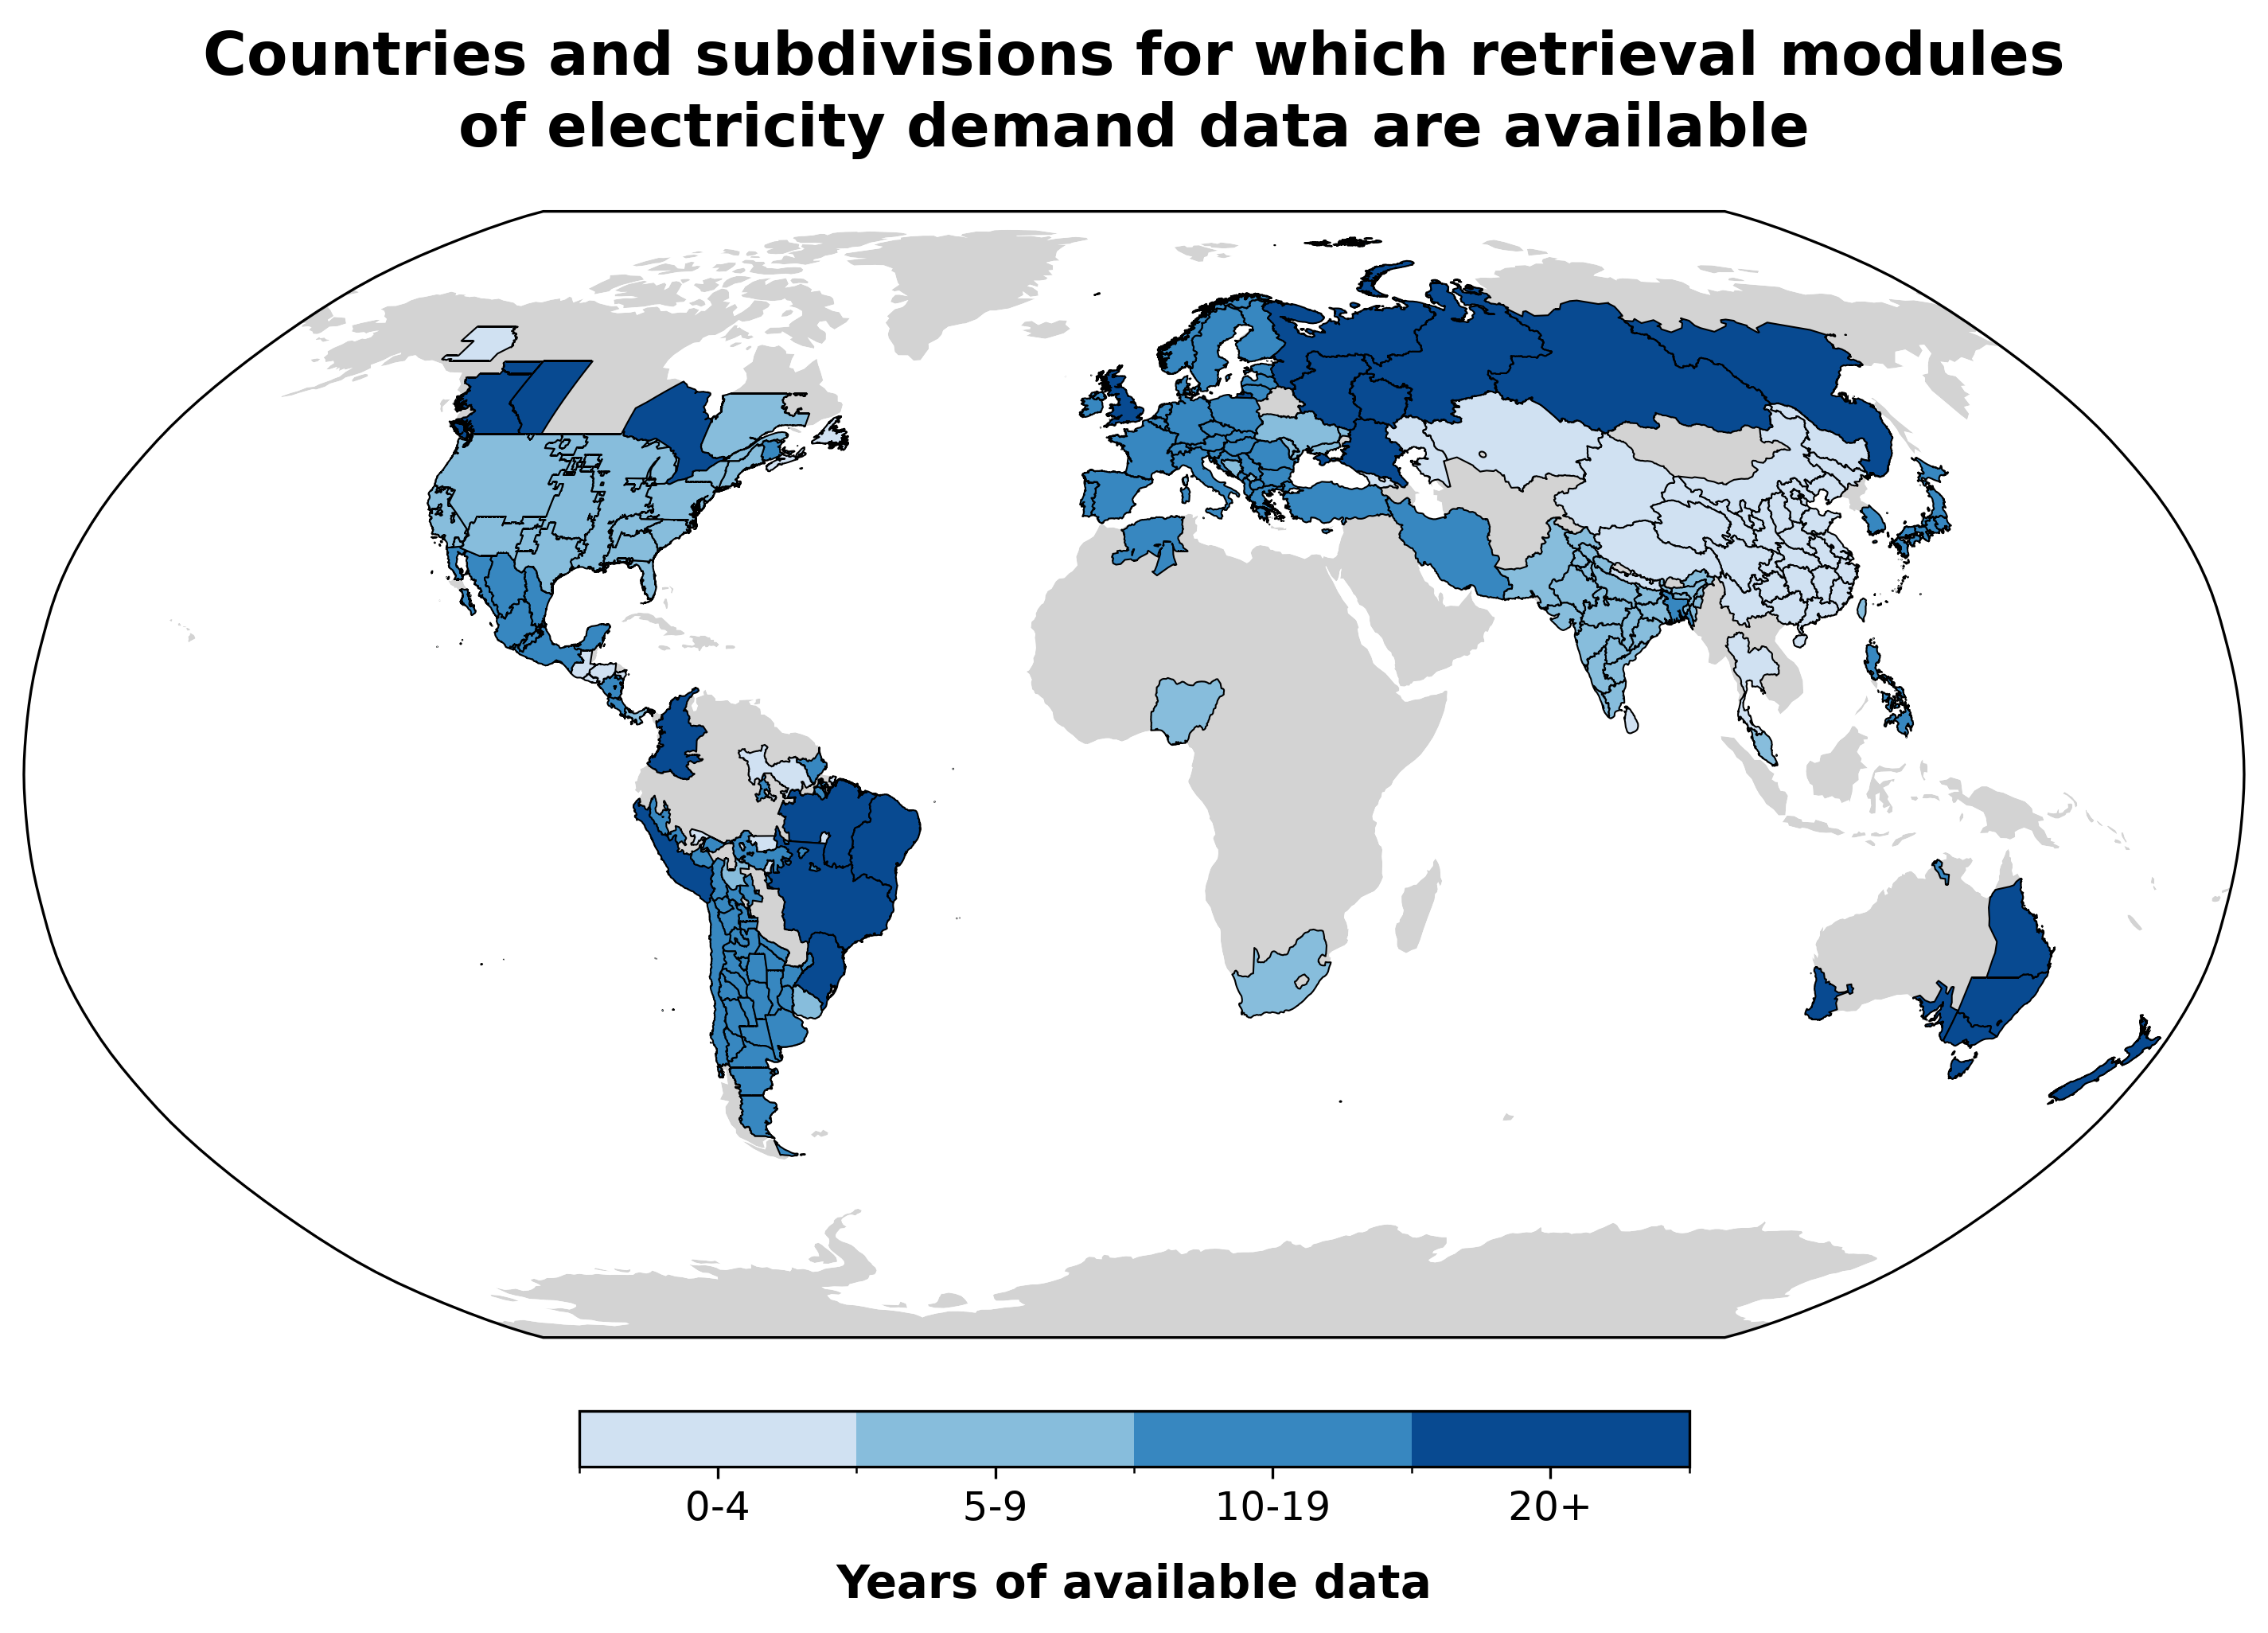 Countries and subdivisions for which retrieval modules
of electricity demand data are available
0-4
5-9
10-19
20+
Years of available data